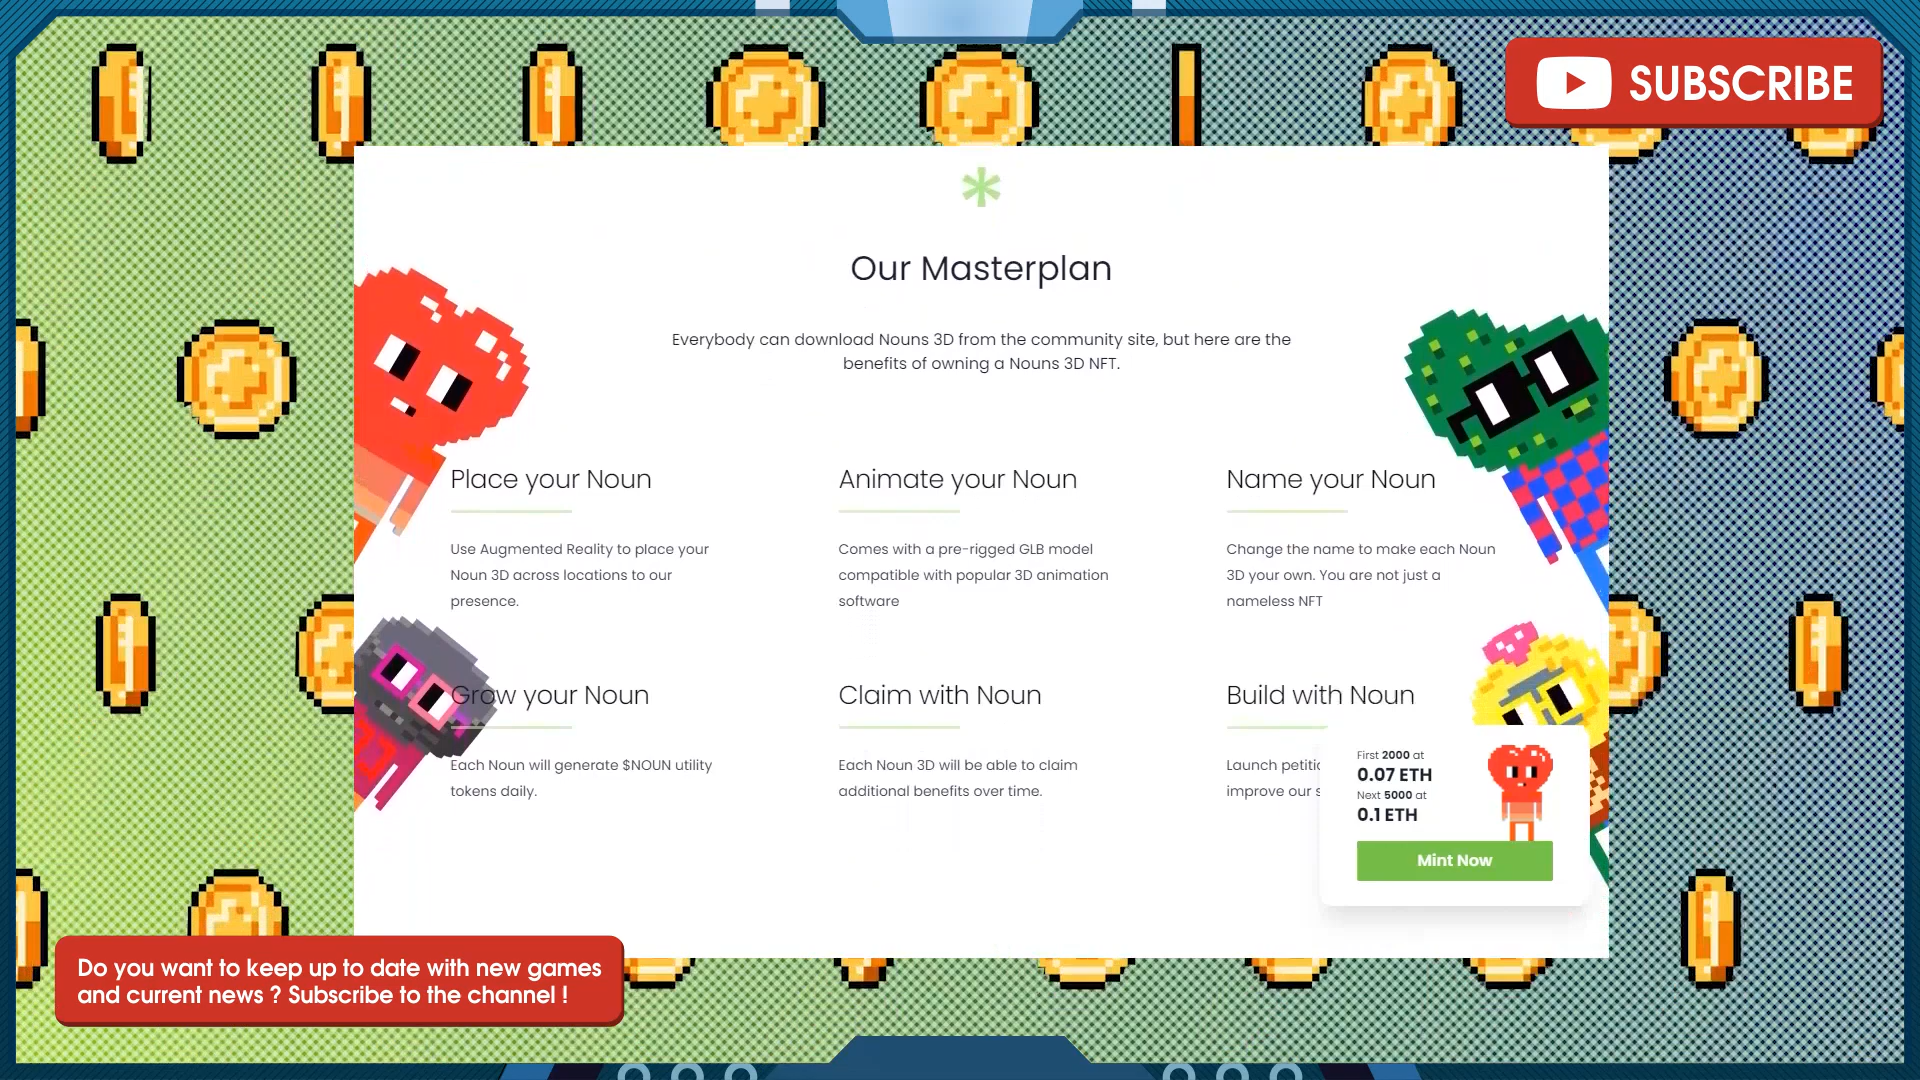 SUBSCRIBE
Our Masterplan
Everybody can download Nouns 3D from the community site, but here are the
benefits of owning a Nouns 3D NFT.
Place your Noun
Use Augmented Reality to place your
Noun 3D across locations to our
presence.
Animate your Noun
Comes with a pre-rigged GLB model
compatible with popular 3D animation
software
Name your Noun
Change the name to make each Noun
3D your own. You are not just a
nameless NFT
Grow your Noun
Each Noun will generate $NOUN utility
tokens daily.
Claim with Noun
Each Noun 3D will be able to claim
additional benefits over time.
Build with Noun
Launch
improve our
First 2000 at
0.07 ETH
Next 5000 at
0.1 ETH
Mint Now
Do you want to keep up to date with new games
and current news ? Subscribe to the channel !